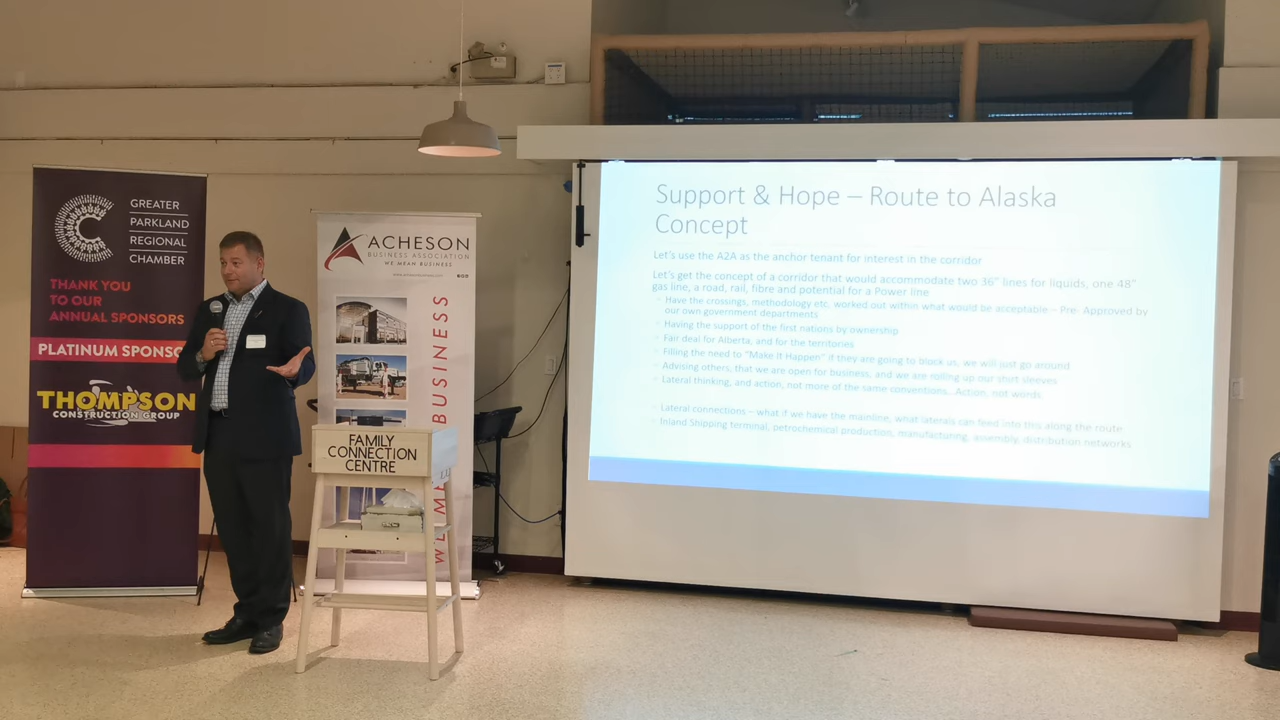 GREATER
PARKLAND
REGIONAL
CHAMBER
THANK YOU
TO OUR
ANNUAL SPONSORS
PLATINUM SPONSO
THOMPSON
CONSTRUCTION GROUP
ACHESON
BUSINESS ASSOCIATION
WE MEAN BUSINESS
BUSINESS
FAMILY
CONNECTION
CENTRE
Support & Hope – Route to Alaska
Concept
Let's use the A2A as the anchor tenant for interest in the corridor
Let's get the concept of a corridor that would accommodate two 36" lines for liquids, one 48"
gas line, a road, rail, fibre and potential for a Power line
Have the crossings, methodology etc. worked out within what would be acceptable – Pre- Approved by
our own government departments
Having the support of the first nations by ownership
Fair deal for Alberta, and for the territories
Filling the need to "Make it Happen" if they are going to block us, we will just go around
Advising others, that we are open for business, and we are rolling up our shirt sleeves
Lateral thinking, and action, not more of the same conventions. Action, not words
Lateral connections – what if we have the mainline, what laterals can feed into this along the route
Inland Shipping terminal, petrochemical production, manufacturing, assembly, distribution networks